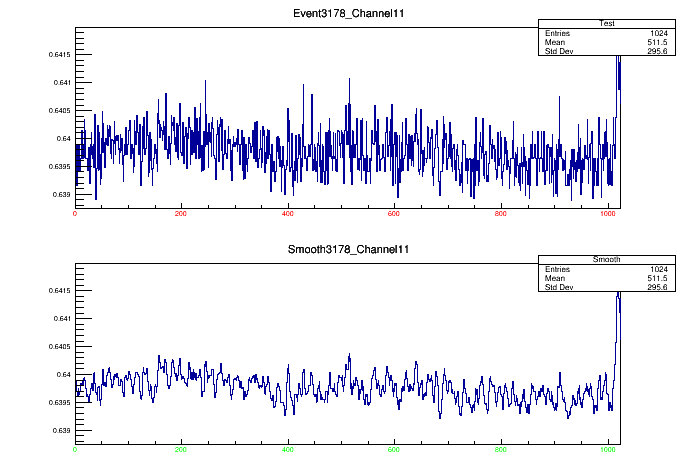 Event3178_Channel11
Test
Entries 1024
Mean 511.5
Std Dev 295.6
0.6415
0.641
0.6405
0.64
0.6395
0.639
0 200 400 600 800 1000
Smooth3178_Channel11
Smooth
Entries 1024
Mean 511.5
Std Dev 295.6
0.6415
0.641
0.6405
0.64
0.6395
0.639
0 200 400 600 800 1000